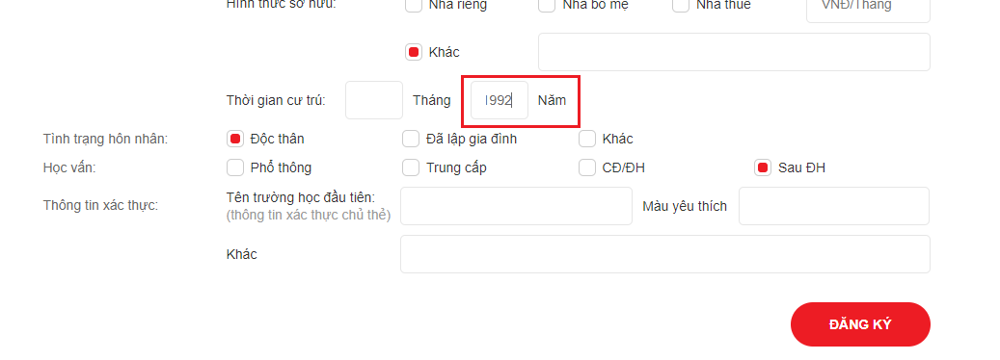 Hình thức sở hữu: Nhà riêng Nhà bố mẹ Nhà thuê VNĐ/Tháng
Khác
Thời gian cư trú: Tháng 1992 Năm
Tình trạng hôn nhân: Độc thân Đã lập gia đình Khác
Học vấn: Phổ thông Trung cấp CĐ/ĐH Sau ĐH
Thông tin xác thực: Tên trường học đầu tiên: Màu yêu thích
(thông tin xác thực chủ thẻ)
Khác
ĐĂNG KÝ